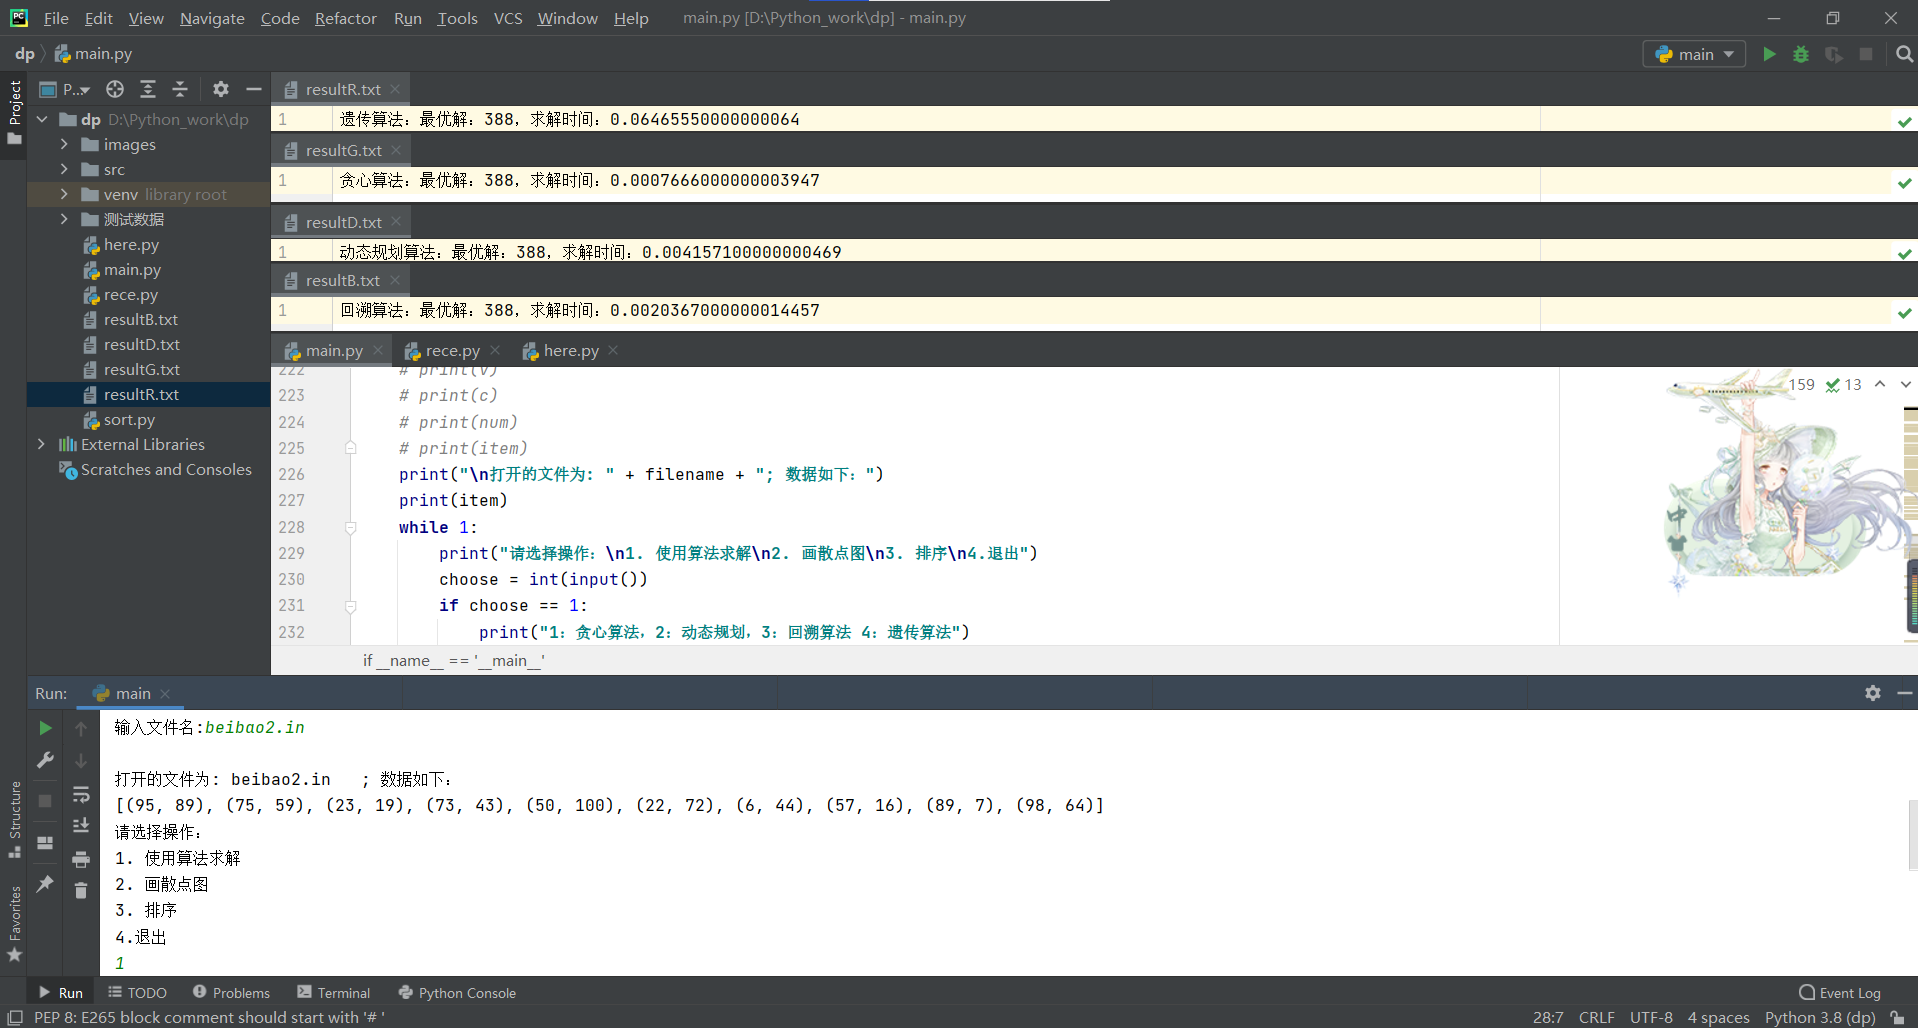 File Edit View Navigate Code Refactor Run Tools VCS Window Help main.py [D:\Python_work\dp] - main.py
dp main.py main
Project
P...
dp D:\Python_work\dp
images
src
venv library root
测试数据
here.py
main.py
rece.py
resultB.txt
resultD.txt
resultG.txt
resultR.txt
sort.py
External Libraries
Scratches and Consoles
resultR.txt
1 遗传算法：最优解：388，求解时间：0.06465550000000064
resultG.txt
1 贪心算法：最优解：388，求解时间：0.0007666000000003947
resultD.txt
1 动态规划算法：最优解：388，求解时间：0.004157100000000469
resultB.txt
1 回溯算法：最优解：388，求解时间：0.0020367000000014457
main.py rece.py here.py
159 13
222 # print(v)
223 # print(c)
224 # print(num)
225 # print(item)
226 print("\n打开的文件为: " + filename + "; 数据如下：")
227 print(item)
228 while 1:
229 print("请选择操作：\n1. 使用算法求解\n2. 画散点图\n3. 排序\n4.退出")
230 choose = int(input())
231 if choose == 1:
232 print("1：贪心算法，2：动态规划，3：回溯算法 4：遗传算法")
中
if __name__ == '__main__'
Run: main
输入文件名:beibao2.in
打开的文件为: beibao2.in ; 数据如下：
[(95, 89), (75, 59), (23, 19), (73, 43), (50, 100), (22, 72), (6, 44), (57, 16), (89, 7), (98, 64)]
请选择操作：
1. 使用算法求解
2. 画散点图
3. 排序
4.退出
1
Structure
Favorites
Run TODO Problems Terminal Python Console Event Log
PEP 8: E265 block comment should start with '# ' 28:7 CRLF UTF-8 4 spaces Python 3.8 (dp)